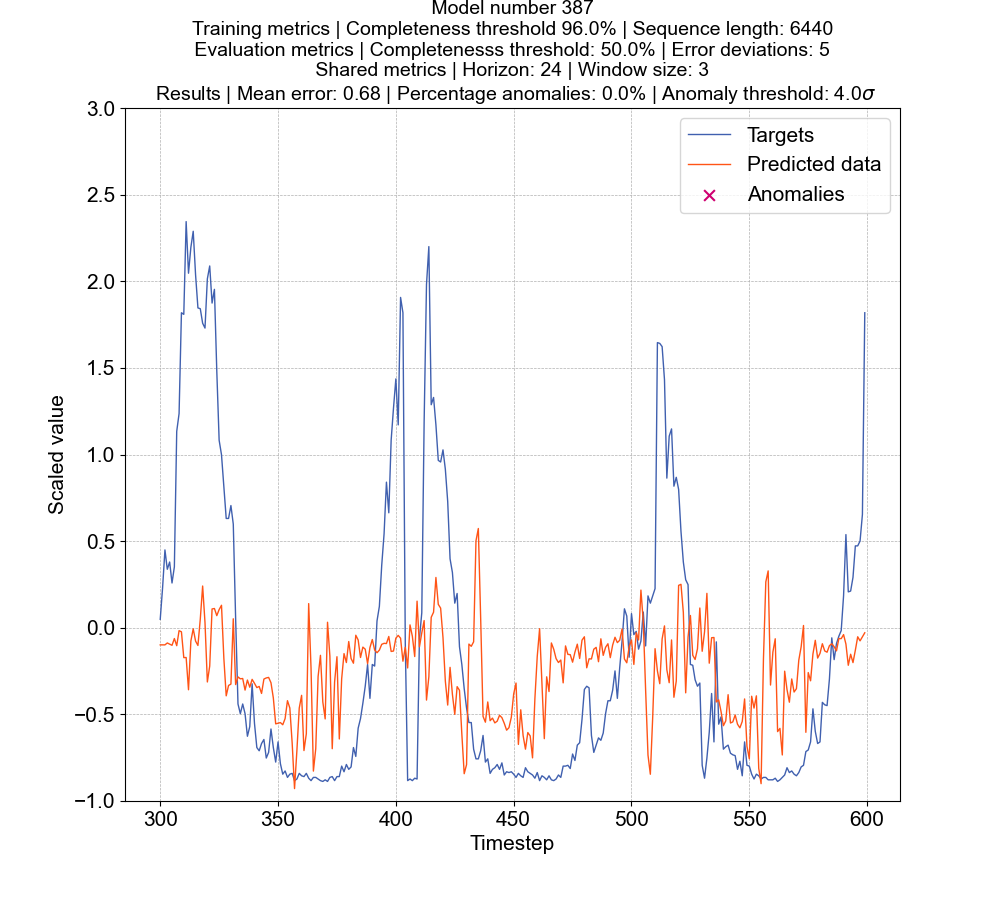 Model number 387
Training metrics | Completeness threshold 96.0% | Sequence length: 6440
Evaluation metrics | Completenesss threshold: 50.0% | Error deviations: 5
Shared metrics | Horizon: 24 | Window size: 3
Results | Mean error: 0.68 | Percentage anomalies: 0.0% | Anomaly threshold: 4.0σ
Targets
Predicted data
Anomalies
Scaled value
3.0
2.5
2.0
1.5
1.0
0.5
0.0
−0.5
−1.0
300 350 400 450 500 550 600
Timestep